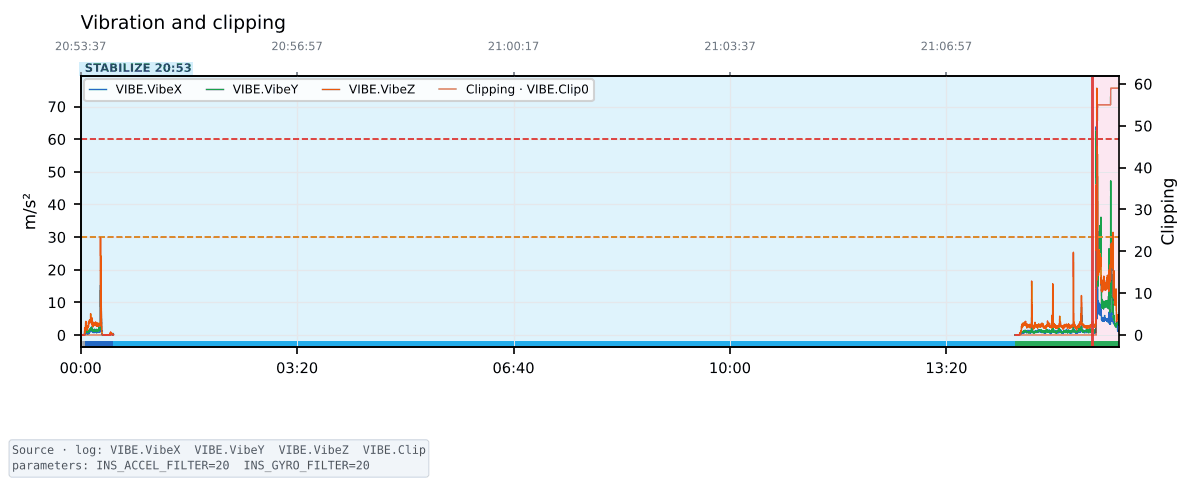 Vibration and clipping
20:53:37 20:56:57 21:00:17 21:03:37 21:06:57
STABILIZE 20:53
VIBE.VibeX VIBE.VibeY VIBE.VibeZ Clipping · VIBE.Clip0
70
60
50
40
30
20
10
0
m/s²
60
50
40
30
20
10
0
Clipping
00:00 03:20 06:40 10:00 13:20
Source · log: VIBE.VibeX VIBE.VibeY VIBE.VibeZ VIBE.Clip
parameters: INS_ACCEL_FILTER=20 INS_GYRO_FILTER=20